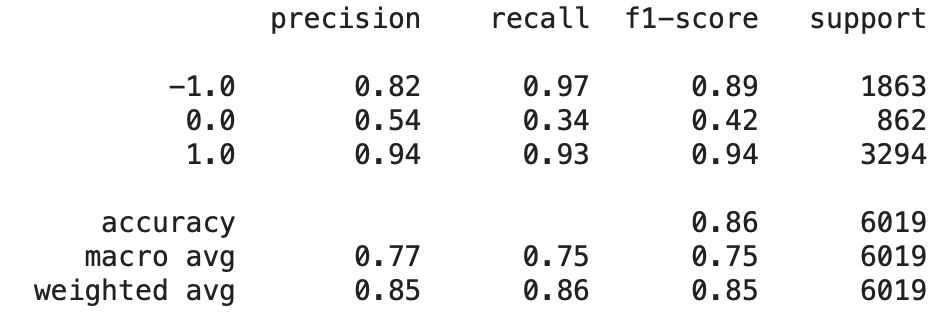 precision recall f1-score support
-1.0 0.82 0.97 0.89 1863
0.0 0.54 0.34 0.42 862
1.0 0.94 0.93 0.94 3294
accuracy 0.86 6019
macro avg 0.77 0.75 0.75 6019
weighted avg 0.85 0.86 0.85 6019